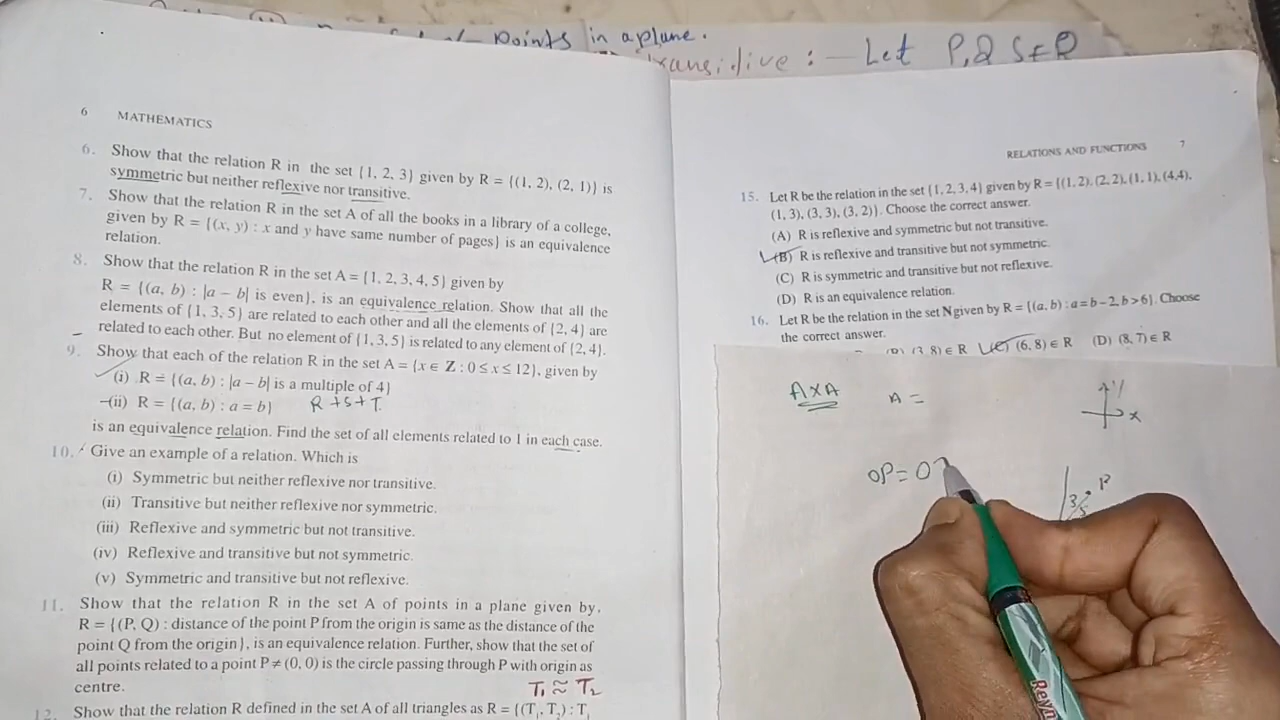 Points in a plane.
transitive :- Let P, Q S ∈ R
6 MATHEMATICS
6. Show that the relation R in the set {1, 2, 3} given by R = {(1, 2), (2, 1)} is
symmetric but neither reflexive nor transitive.
7. Show that the relation R in the set A of all the books in a library of a college,
given by R = {(x, y) : x and y have same number of pages} is an equivalence
relation.
8. Show that the relation R in the set A = {1, 2, 3, 4, 5} given by
R = {(a, b) : |a – b| is even}, is an equivalence relation. Show that all the
elements of {1, 3, 5} are related to each other and all the elements of {2, 4} are
related to each other. But no element of {1, 3, 5} is related to any element of {2, 4}.
9. Show that each of the relation R in the set A = {x ∈ Z : 0 ≤ x ≤ 12}, given by
(i) R = {(a, b) : |a – b| is a multiple of 4}
(ii) R = {(a, b) : a = b} R + S + T
is an equivalence relation. Find the set of all elements related to 1 in each case.
10. Give an example of a relation. Which is
(i) Symmetric but neither reflexive nor transitive.
(ii) Transitive but neither reflexive nor symmetric.
(iii) Reflexive and symmetric but not transitive.
(iv) Reflexive and transitive but not symmetric.
(v) Symmetric and transitive but not reflexive.
11. Show that the relation R in the set A of points in a plane given by
R = {(P, Q) : distance of the point P from the origin is same as the distance of the
point Q from the origin}, is an equivalence relation. Further, show that the set of
all points related to a point P ≠ (0, 0) is the circle passing through P with origin as
centre.
T₁ ≈ T₂
12. Show that the relation R defined in the set A of all triangles as R = {(T₁, T₂) : T₁
RELATIONS AND FUNCTIONS 7
15. Let R be the relation in the set {1, 2, 3, 4} given by R = {(1, 2), (2, 2), (1, 1), (4,4),
(1, 3), (3, 3), (3, 2)}. Choose the correct answer.
(A) R is reflexive and symmetric but not transitive.
(B) R is reflexive and transitive but not symmetric.
(C) R is symmetric and transitive but not reflexive.
(D) R is an equivalence relation.
16. Let R be the relation in the set N given by R = {(a, b) : a = b – 2, b > 6}. Choose
the correct answer.
(B) (3, 8) ∈ R (C) (6, 8) ∈ R (D) (8, 7) ∈ R
A×A A = y
x
OP = O
P
3
5
Reyn